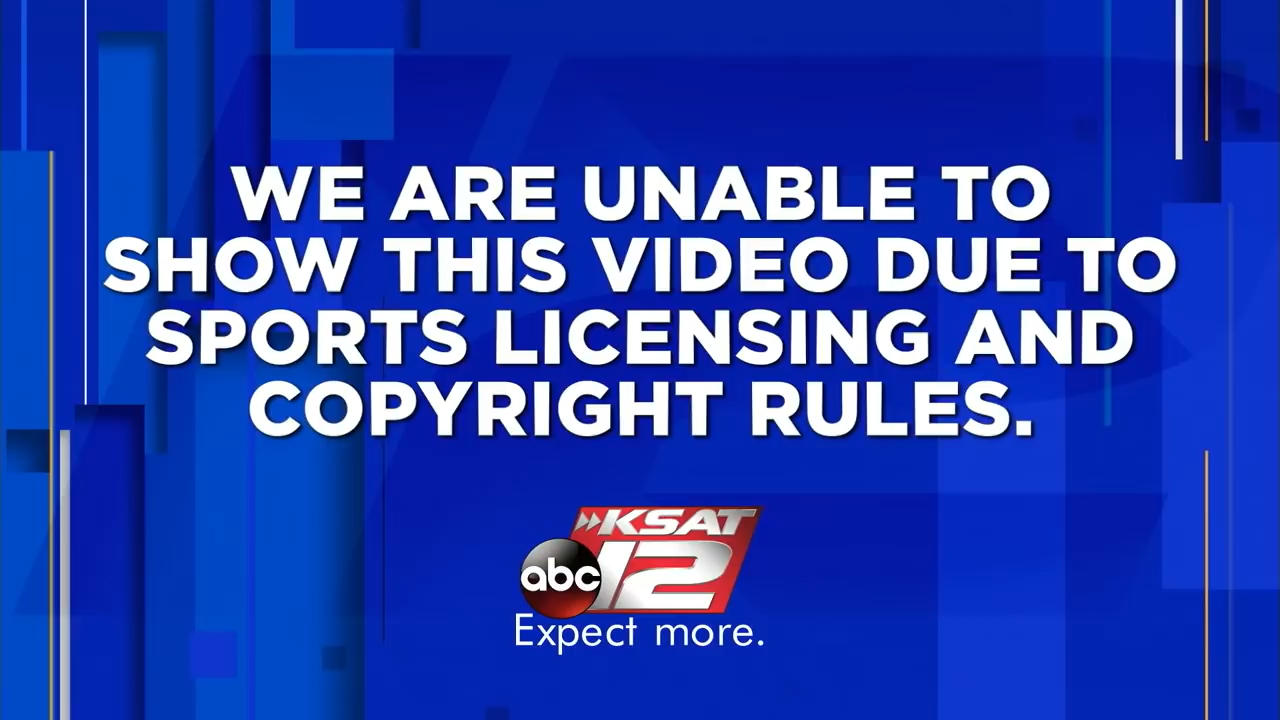 WE ARE UNABLE TO
SHOW THIS VIDEO DUE TO
SPORTS LICENSING AND
COPYRIGHT RULES.
KSAT
abc 12
Expect more.